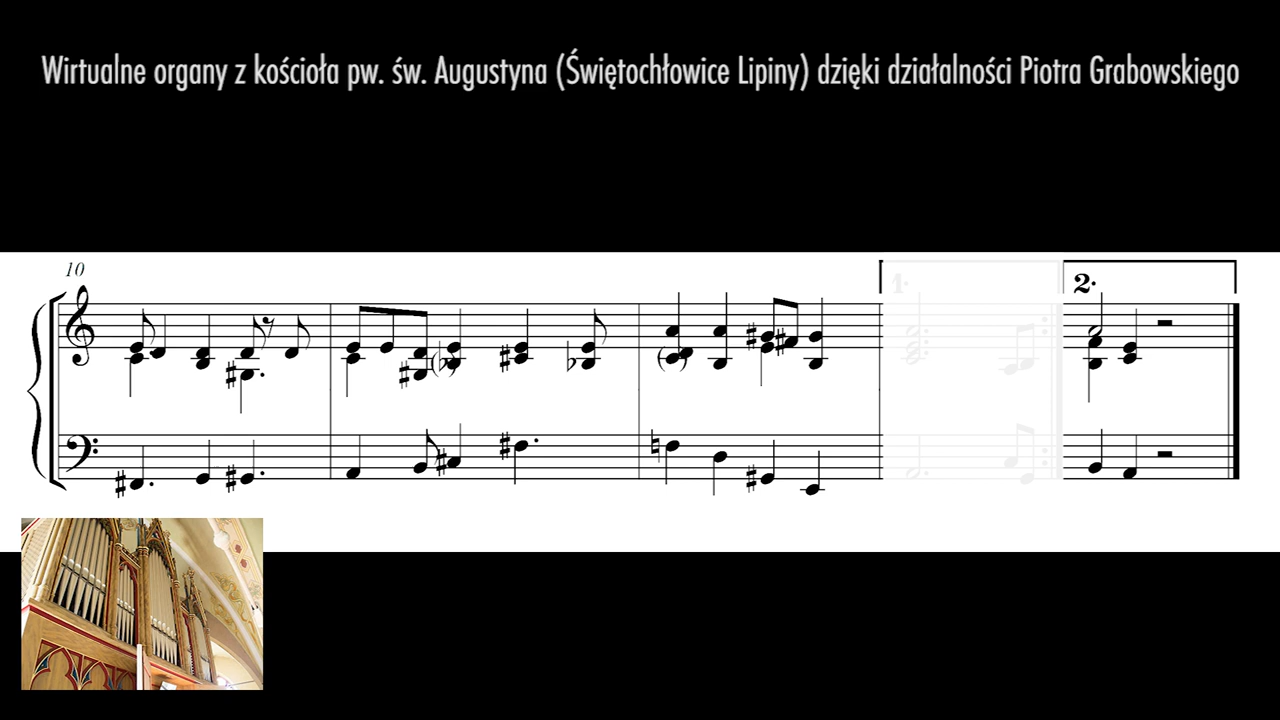 Wirtualne organy z kościoła pw. św. Augustyna (Świętochłowice Lipiny) dzięki działalności Piotra Grabowskiego
10
1.
2.